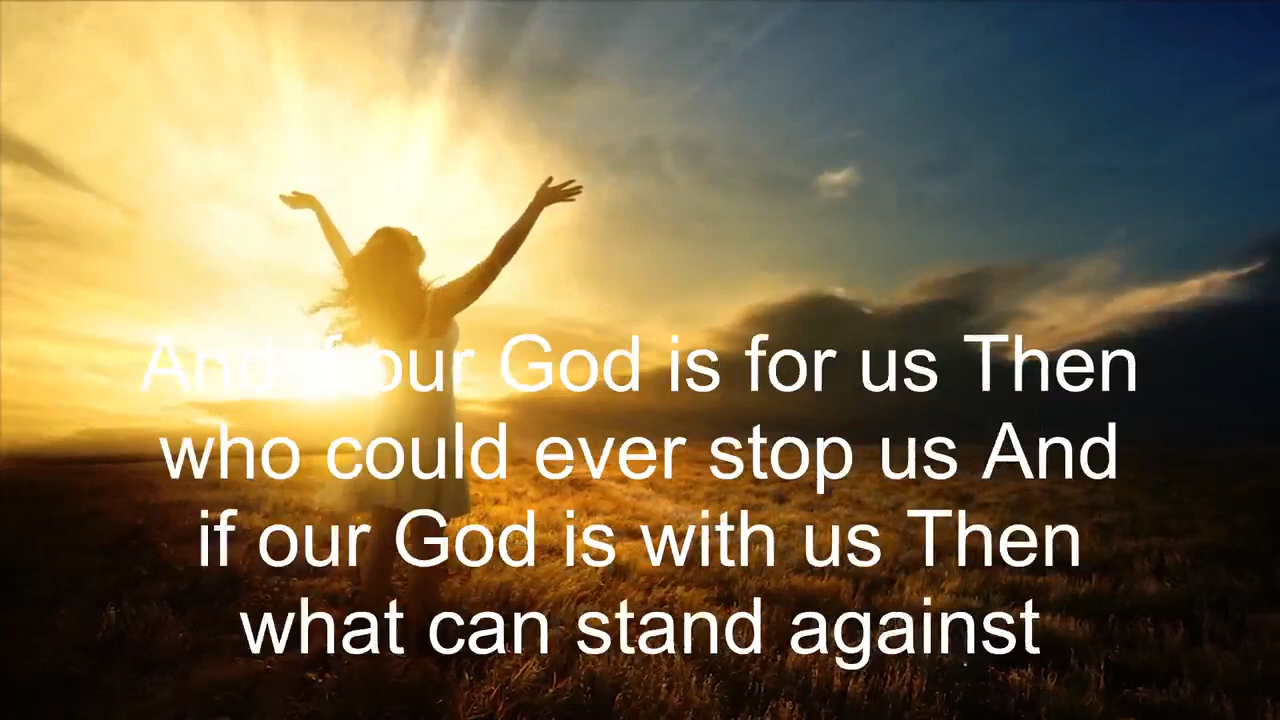 And if our God is for us Then
who could ever stop us And
if our God is with us Then
what can stand against